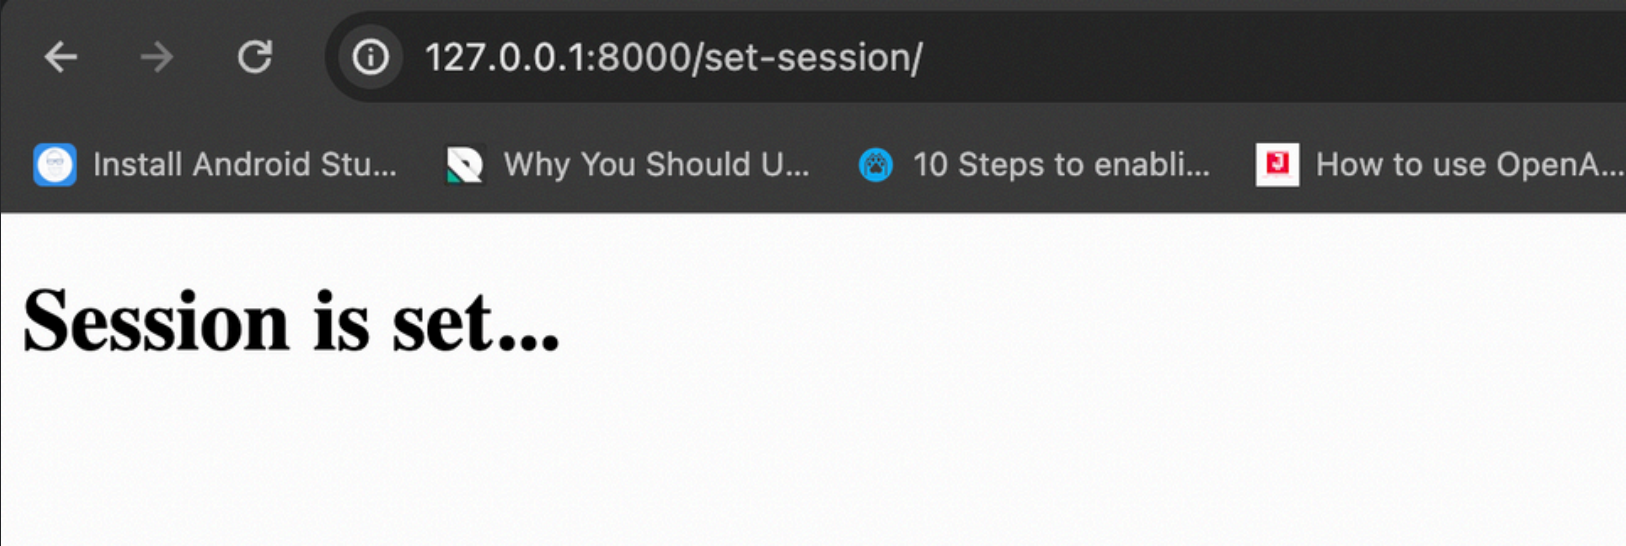 127.0.0.1:8000/set-session/
Install Android Stu... Why You Should U... 10 Steps to enabli... How to use OpenA...
Session is set...